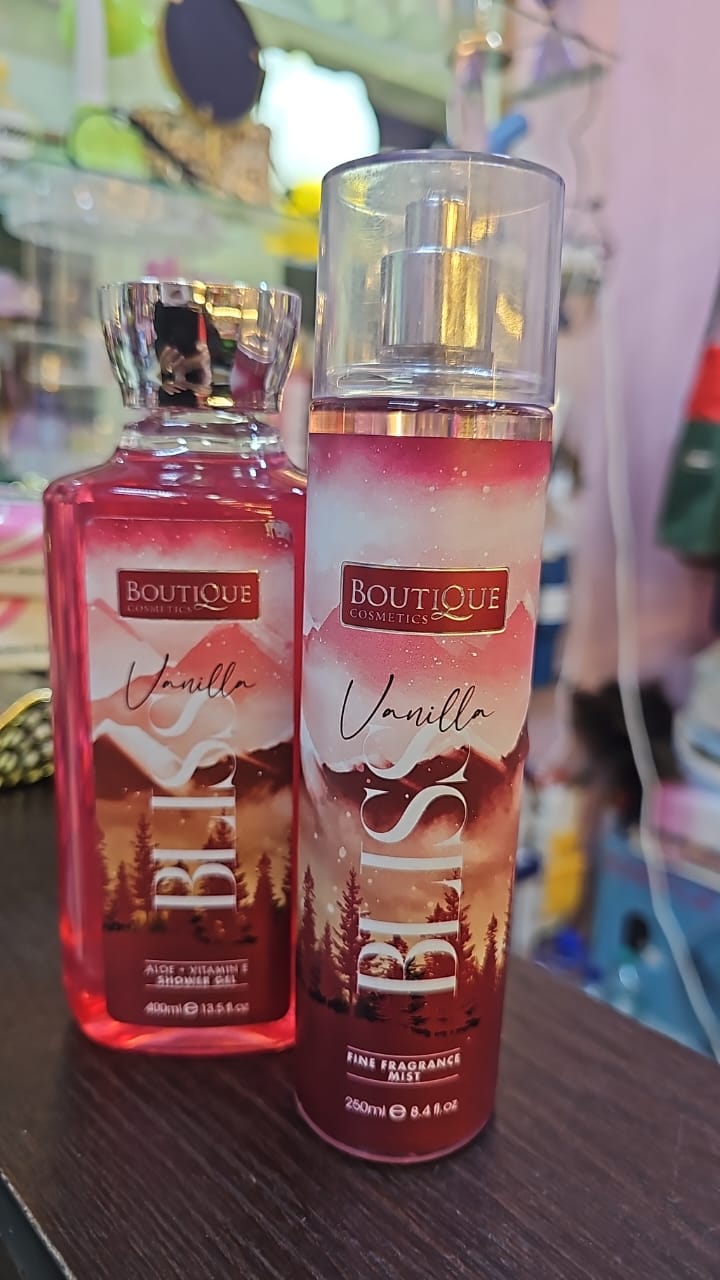 BOUTIQUE
COSMETICS
Vanilla
BLISS
ALOE + VITAMIN E
SHOWER GEL
400ml e 13.5 fl.oz
BOUTIQUE
COSMETICS
Vanilla
BLISS
FINE FRAGRANCE
MIST
250ml e 8.4 fl.oz